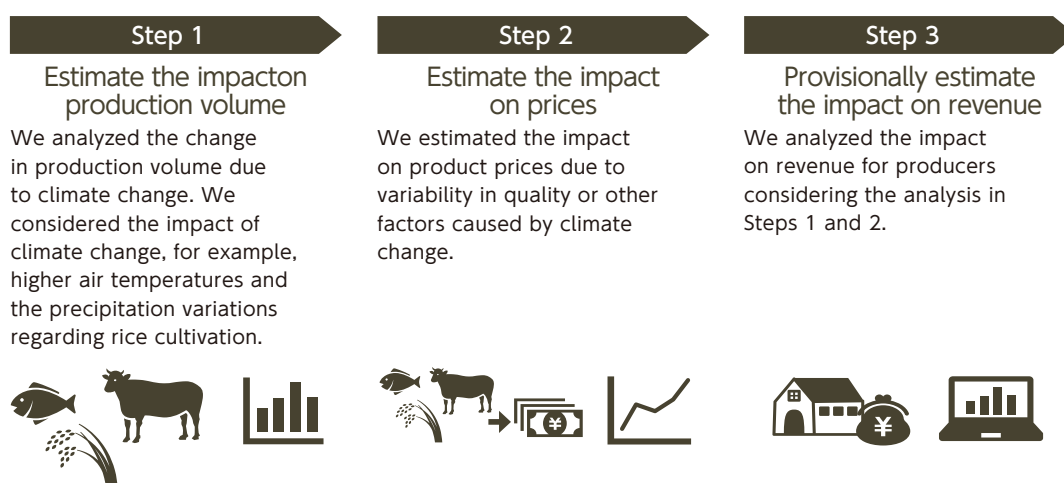 Step 1
Estimate the impacton
production volume
We analyzed the change
in production volume due
to climate change. We
considered the impact of
climate change, for example,
higher air temperatures and
the precipitation variations
regarding rice cultivation.
Step 2
Estimate the impact
on prices
We estimated the impact
on product prices due to
variability in quality or other
factors caused by climate
change.
¥
Step 3
Provisionally estimate
the impact on revenue
We analyzed the impact
on revenue for producers
considering the analysis in
Steps 1 and 2.
¥